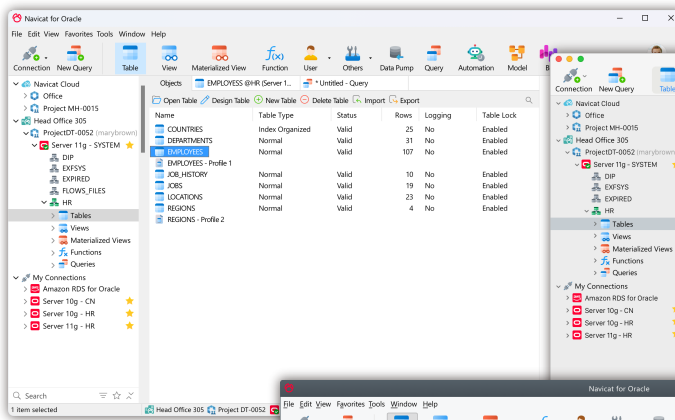 Navicat for Oracle
File Edit View Favorites Tools Window Help
Connection New Query Table View Materialized View Function User Others Data Pump Query Automation Model
Objects EMPLOYESS @HR (Server 1... * Untitled - Query
Open Table Design Table New Table Delete Table Import Export
Name Table Type Status Rows Logging Table Lock
COUNTRIES Index Organized Valid 25 No Enabled
DEPARTMENTS Normal Valid 31 No Enabled
EMPLOYEES Normal Valid 107 No Enabled
EMPLOYEES - Profile 1
JOB_HISTORY Normal Valid 10 No Enabled
JOBS Normal Valid 19 No Enabled
LOCATIONS Normal Valid 23 No Enabled
REGIONS Normal Valid 4 No Enabled
REGIONS - Profile 2
Navicat Cloud
Office
Project MH-0015
Head Office 305
ProjectDT-0052 (marybrown)
Server 11g - SYSTEM
DIP
EXFSYS
EXPIRED
FLOWS_FILES
HR
Tables
Views
Materialized Views
Functions
Queries
My Connections
Amazon RDS for Oracle
Server 10g - CN
Server 10g - HR
Server 11g - HR
Search
1 item selected
Head Office 305 Project DT-0052
Connection New Query
Navicat Cloud
Office
Project MH-0015
Head Office 305
ProjectDT-0052
Server 11g - SYSTEM
DIP
EXFSYS
EXPIRED
HR
Tables
Views
Materialized Views
Functions
Queries
My Connections
Amazon RDS for Oracle
Server 10g - CN
Server 10g - HR
Server 11g - HR
Navicat for Oracle
File Edit View Favorites Tools Window Help